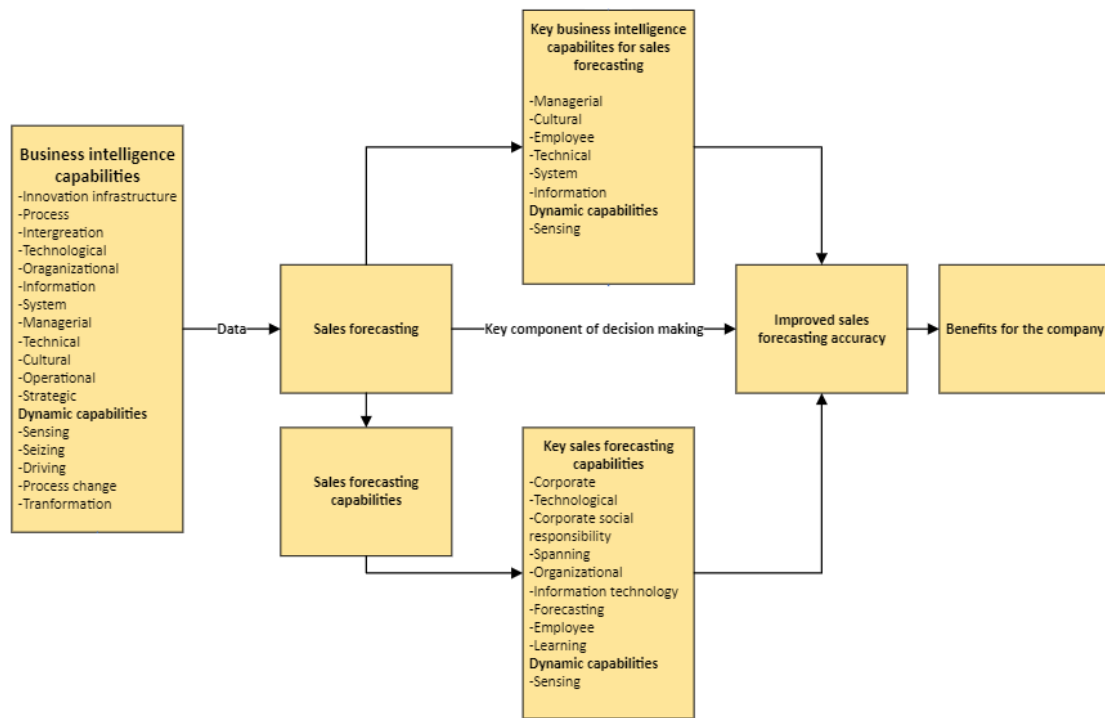 Business intelligence
capabilities
-Innovation infrastructure
-Process
-Intergreation
-Technological
-Oraganizational
-Information
-System
-Managerial
-Technical
-Cultural
-Operational
-Strategic
Dynamic capabilities
-Sensing
-Seizing
-Driving
-Process change
-Tranformation
Data
Sales forecasting
Sales forecasting
capabilities
Key business intelligence
capabilites for sales
forecasting
-Managerial
-Cultural
-Employee
-Technical
-System
-Information
Dynamic capabilities
-Sensing
Key component of decision making
Key sales forecasting
capabilities
-Corporate
-Technological
-Corporate social
responsibility
-Spanning
-Organizational
-Information technology
-Forecasting
-Employee
-Learning
Dynamic capabilities
-Sensing
Improved sales
forecasting accuracy
Benefits for the company